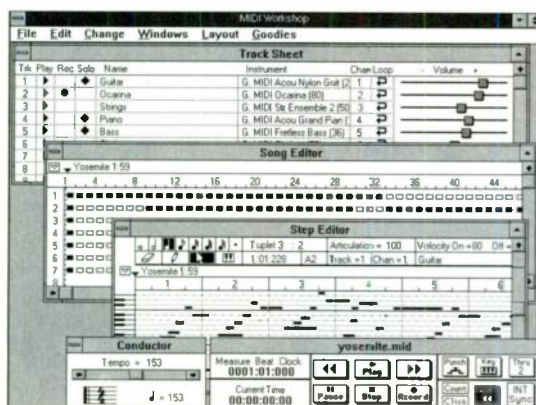 MIDI Workshop
File Edit Change Windows Layout Goodies
Track Sheet
Trk Play Rec Solo Name Instrument Chan Loop - Volume +
1 Guitar G. MIDI Acou Nylon Guit [2 1
2 Ocarina G. MIDI Ocarina (80) 2
3 Strings G. MIDI Str Ensemble 2 (50 3
4 Piano G. MIDI Acou Grand Pian [ 4
5 Bass G. MIDI Fretless Bass (36) 5
6
7
8
Song Editor
Yosemite 1:59
1 4 8 12 16 20 24 28 32 36 40 44
1
2
3
4
5
6
7
8
Step Editor
Tuplet 3 : 2 Articulation = 100 Velocity On =80 Off =
1:01:228 A2 Track =1 Chan =1 Guitar
Yosemite 1:59
1 2 3 4 5 6
Conductor
Tempo = 153
= 153
yosemite.mid
Measure Beat Clock
0001:01:000
Current Time
00:00:00:00
Play
Pause Stop Record
Punch Key Thru 2
Count Click INT Sync